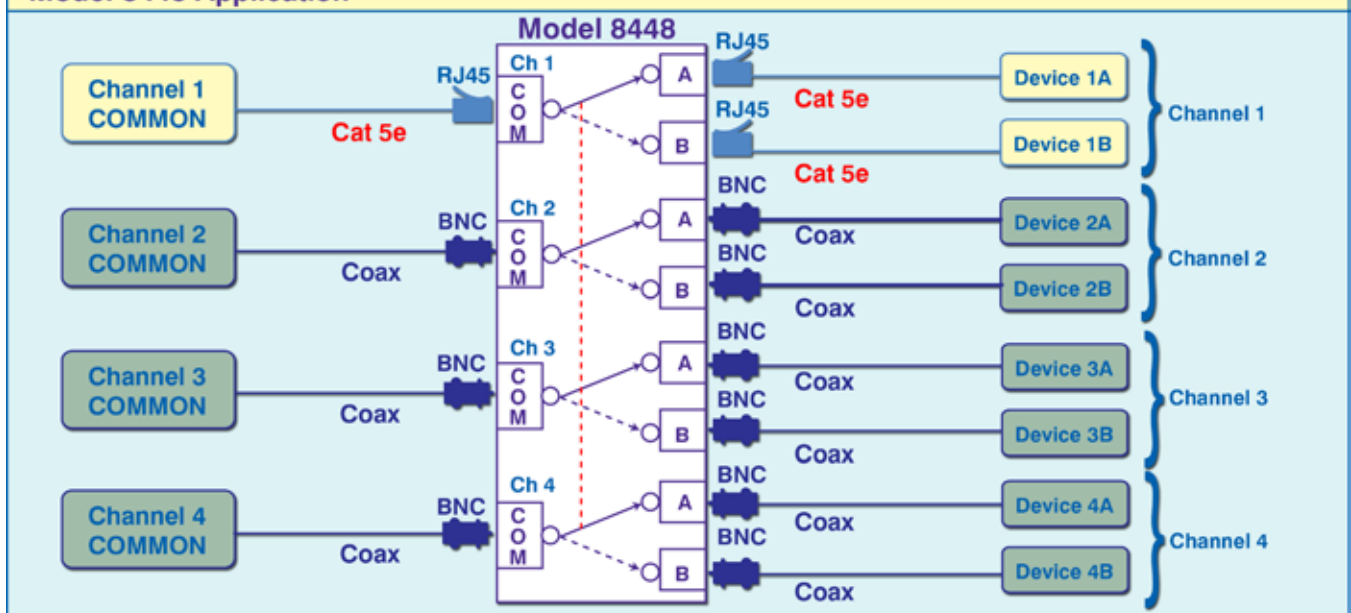 Model 8448 Application
Model 8448
Channel 1
COMMON
RJ45
Cat 5e
Ch 1
C
O
M
A
B
RJ45
Cat 5e
RJ45
Cat 5e
Device 1A
Device 1B
Channel 1
Channel 2
COMMON
BNC
Coax
Ch 2
C
O
M
A
B
BNC
Coax
BNC
Coax
Device 2A
Device 2B
Channel 2
Channel 3
COMMON
BNC
Coax
Ch 3
C
O
M
A
B
BNC
Coax
BNC
Coax
Device 3A
Device 3B
Channel 3
Channel 4
COMMON
BNC
Coax
Ch 4
C
O
M
A
B
BNC
Coax
BNC
Coax
Device 4A
Device 4B
Channel 4